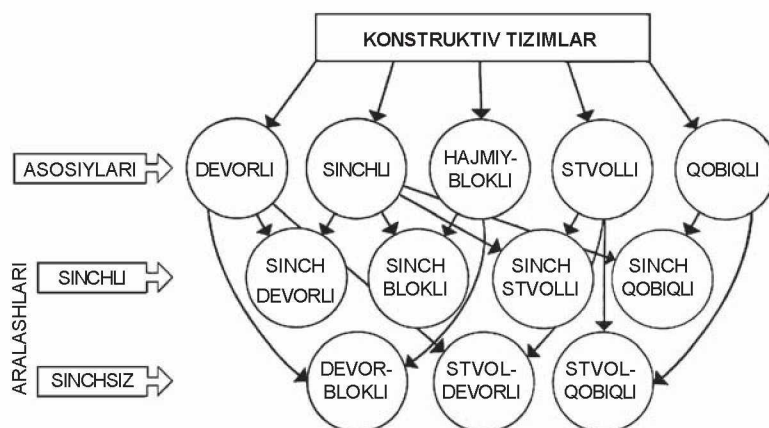 KONSTRUKTIV TIZIMLAR
ASOSIYLARI
DEVORLI
SINCHLI
HAJMIY-
BLOKLI
STVOLLI
QOBIQLI
ARALASHLARI
SINCHLI
SINCH
DEVORLI
SINCH
BLOKLI
SINCH
STVOLLI
SINCH
QOBIQLI
SINCHSIZ
DEVOR-
BLOKLI
STVOL-
DEVORLI
STVOL-
QOBIQLI